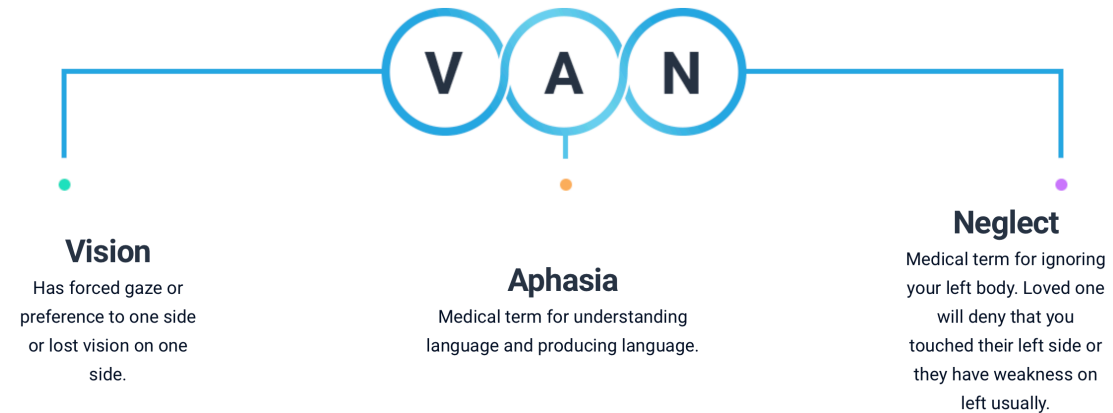 V A N
Vision
Has forced gaze or
preference to one side
or lost vision on one
side.
Aphasia
Medical term for understanding
language and producing language.
Neglect
Medical term for ignoring
your left body. Loved one
will deny that you
touched their left side or
they have weakness on
left usually.